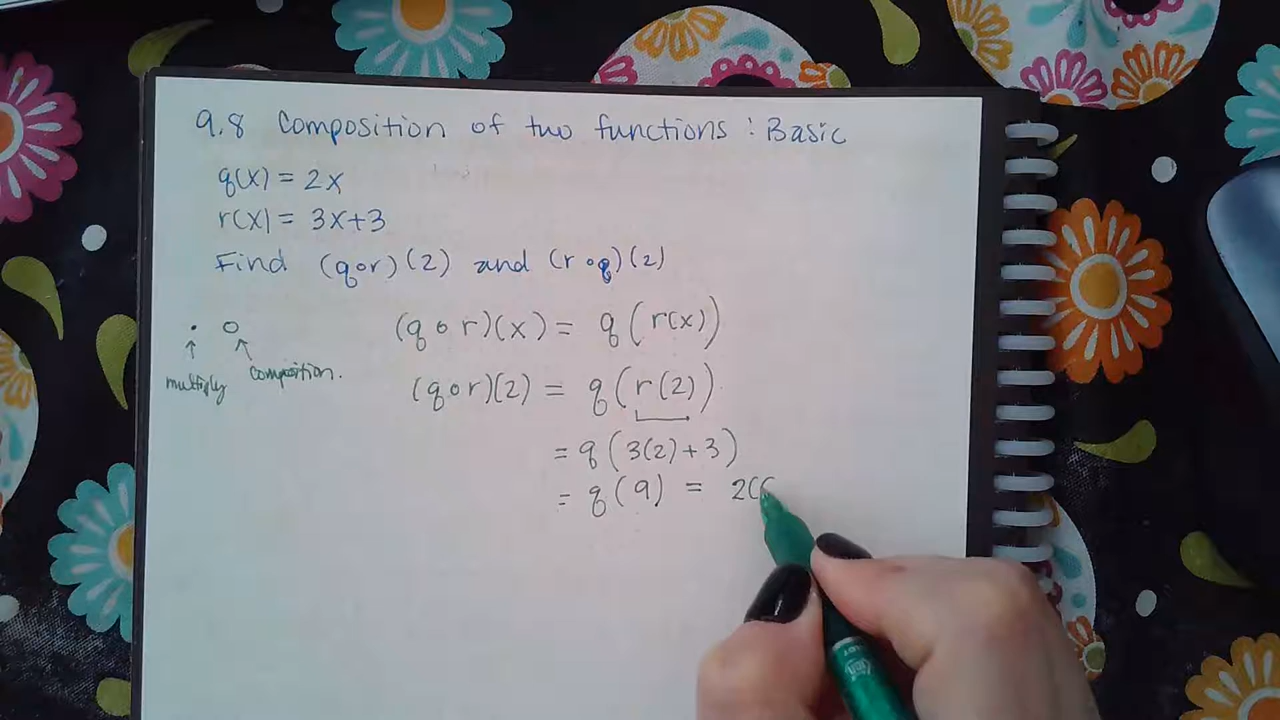 9.8 Composition of two functions : Basic
q(x) = 2x
r(x) = 3x+3
Find (q∘r)(2) and (r∘q)(2)
(q∘r)(x) = q(r(x))
· ∘
multiply composition.
(q∘r)(2) = q(r(2))
= q(3(2)+3)
= q(9) = 2(